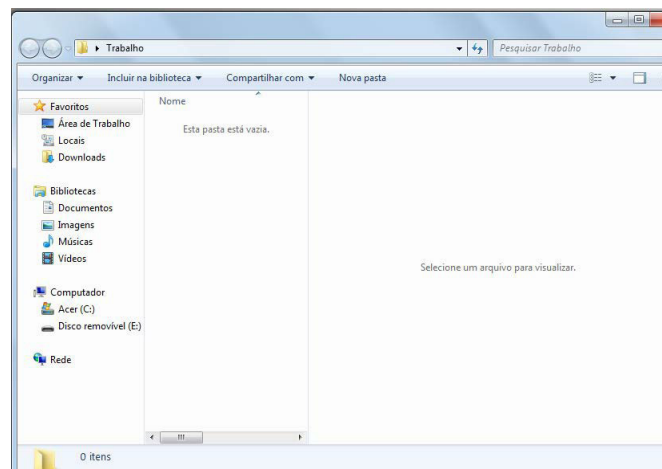 Trabalho
Pesquisar Trabalho
Organizar
Incluir na biblioteca
Compartilhar com
Nova pasta
Favoritos
Área de Trabalho
Locais
Downloads
Bibliotecas
Documentos
Imagens
Músicas
Vídeos
Computador
Acer (C:)
Disco removível (E:)
Rede
Nome
Esta pasta está vazia.
Selecione um arquivo para visualizar.
0 itens